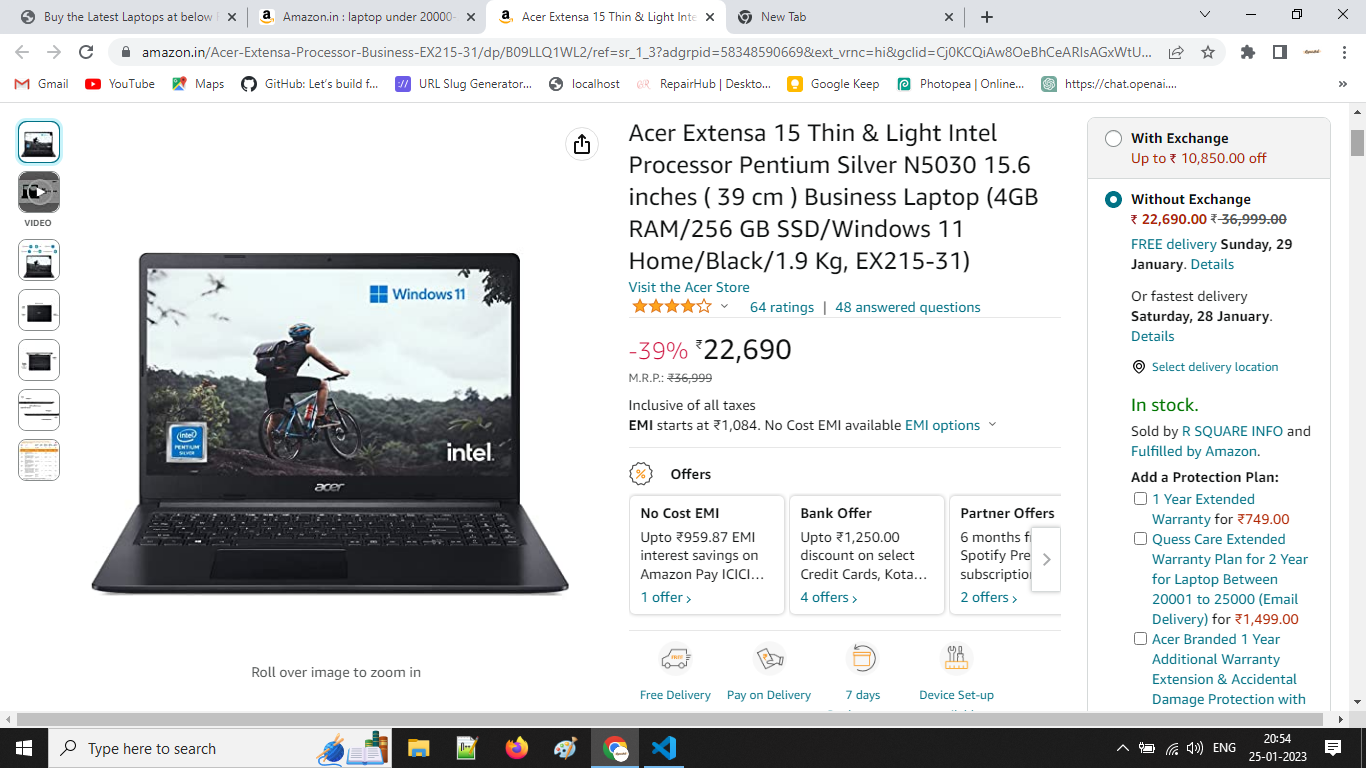 Buy the Latest Laptops at below
Amazon.in : laptop under 20000-
Acer Extensa 15 Thin & Light Inte
New Tab
amazon.in/Acer-Extensa-Processor-Business-EX215-31/dp/B09LLQ1WL2/ref=sr_1_3?adgrpid=58348590669&ext_vrnc=hi&gclid=Cj0KCQiAw8OeBhCeARIsAGxWtU...
Gmail
YouTube
Maps
GitHub: Let's build f...
URL Slug Generator...
localhost
RepairHub | Deskto...
Google Keep
Photopea | Online...
https://chat.openai....
VIDEO
Windows 11
intel
PENTIUM
SILVER
intel.
acer
Roll over image to zoom in
Acer Extensa 15 Thin & Light Intel
Processor Pentium Silver N5030 15.6
inches ( 39 cm ) Business Laptop (4GB
RAM/256 GB SSD/Windows 11
Home/Black/1.9 Kg, EX215-31)
Visit the Acer Store
64 ratings | 48 answered questions
-39% ₹22,690
M.R.P.: ₹36,999
Inclusive of all taxes
EMI starts at ₹1,084. No Cost EMI available EMI options
Offers
No Cost EMI
Upto ₹959.87 EMI
interest savings on
Amazon Pay ICICI...
1 offer ›
Bank Offer
Upto ₹1,250.00
discount on select
Credit Cards, Kota...
4 offers ›
Partner Offers
6 months f
Spotify Pre
subscription
2 offers ›
Free Delivery
Pay on Delivery
7 days
Device Set-up
With Exchange
Up to ₹ 10,850.00 off
Without Exchange
₹ 22,690.00 ₹ 36,999.00
FREE delivery Sunday, 29
January. Details
Or fastest delivery
Saturday, 28 January.
Details
Select delivery location
In stock.
Sold by R SQUARE INFO and
Fulfilled by Amazon.
Add a Protection Plan:
1 Year Extended
Warranty for ₹749.00
Quess Care Extended
Warranty Plan for 2 Year
for Laptop Between
20001 to 25000 (Email
Delivery) for ₹1,499.00
Acer Branded 1 Year
Additional Warranty
Extension & Accidental
Damage Protection with
Type here to search
ENG
20:54
25-01-2023